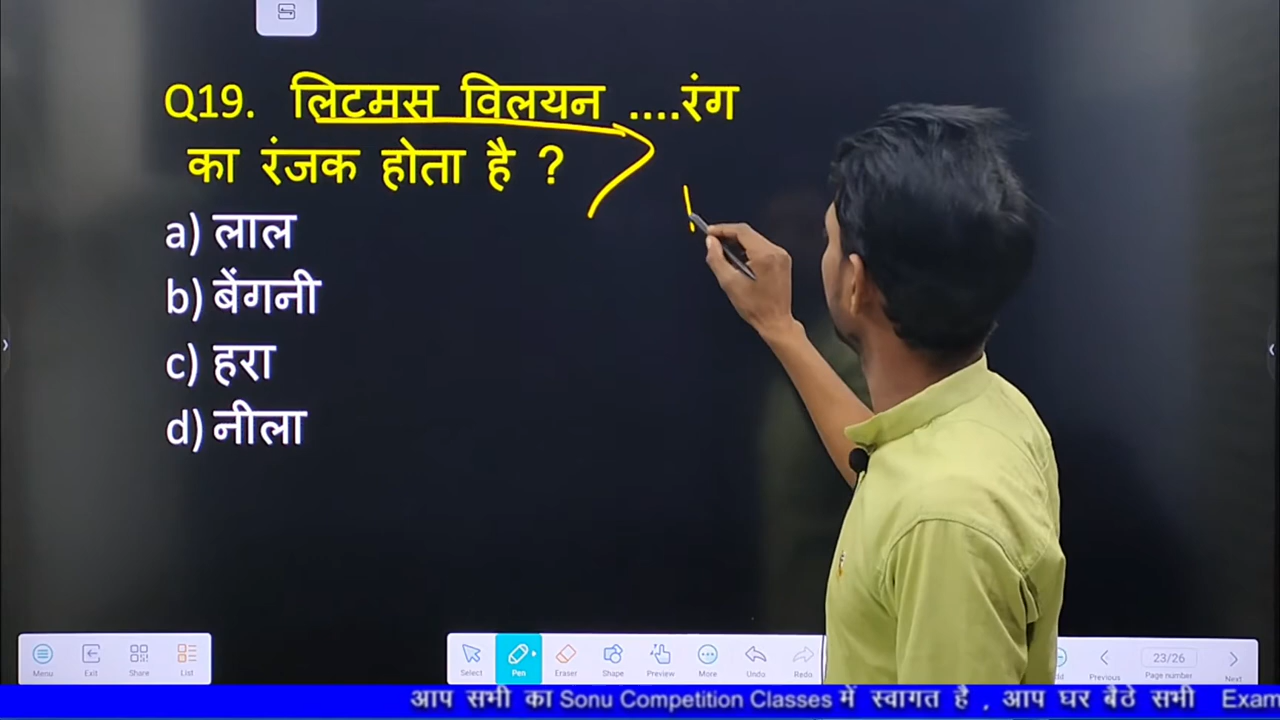 Q19. लिटमस विलयन ....रंग
का रंजक होता है ?
a) लाल
b) बेंगनी
c) हरा
d) नीला
Menu Exit Share List Select Pen Eraser Shape Preview More Undo Redo Previous 23/26 Page number Next
आप सभी का Sonu Competition Classes में स्वागत है , आप घर बैठे सभी Exam